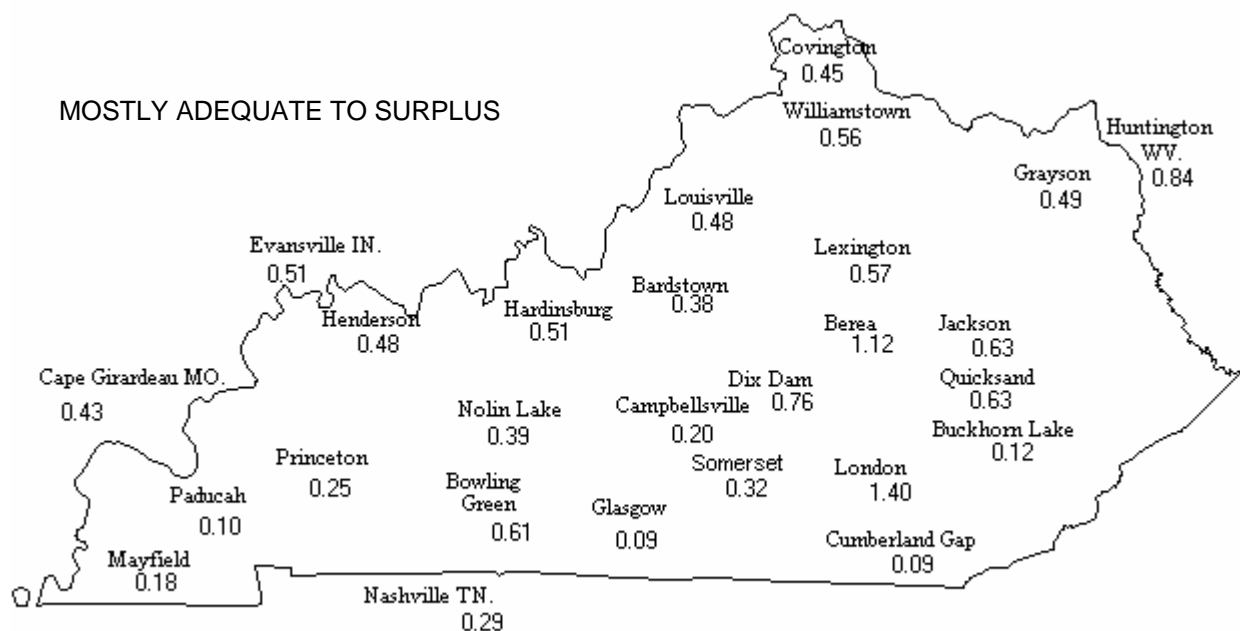 Covington
0.45
MOSTLY ADEQUATE TO SURPLUS
Williamstown
0.56
Huntington
WV.
0.84
Grayson
0.49
Louisville
0.48
Evansville IN.
0.51
Lexington
0.57
Bardstown
0.38
Hardinsburg
0.51
Henderson
0.48
Berea
1.12
Jackson
0.63
Cape Girardeau MO.
0.43
Dix Dam
0.76
Quicksand
0.63
Nolin Lake
0.39
Campbellsville
0.20
Buckhorn Lake
0.12
Princeton
0.25
Somerset
0.32
London
1.40
Bowling
Green
0.61
Paducah
0.10
Glasgow
0.09
Cumberland Gap
0.09
Mayfield
0.18
Nashville TN.
0.29